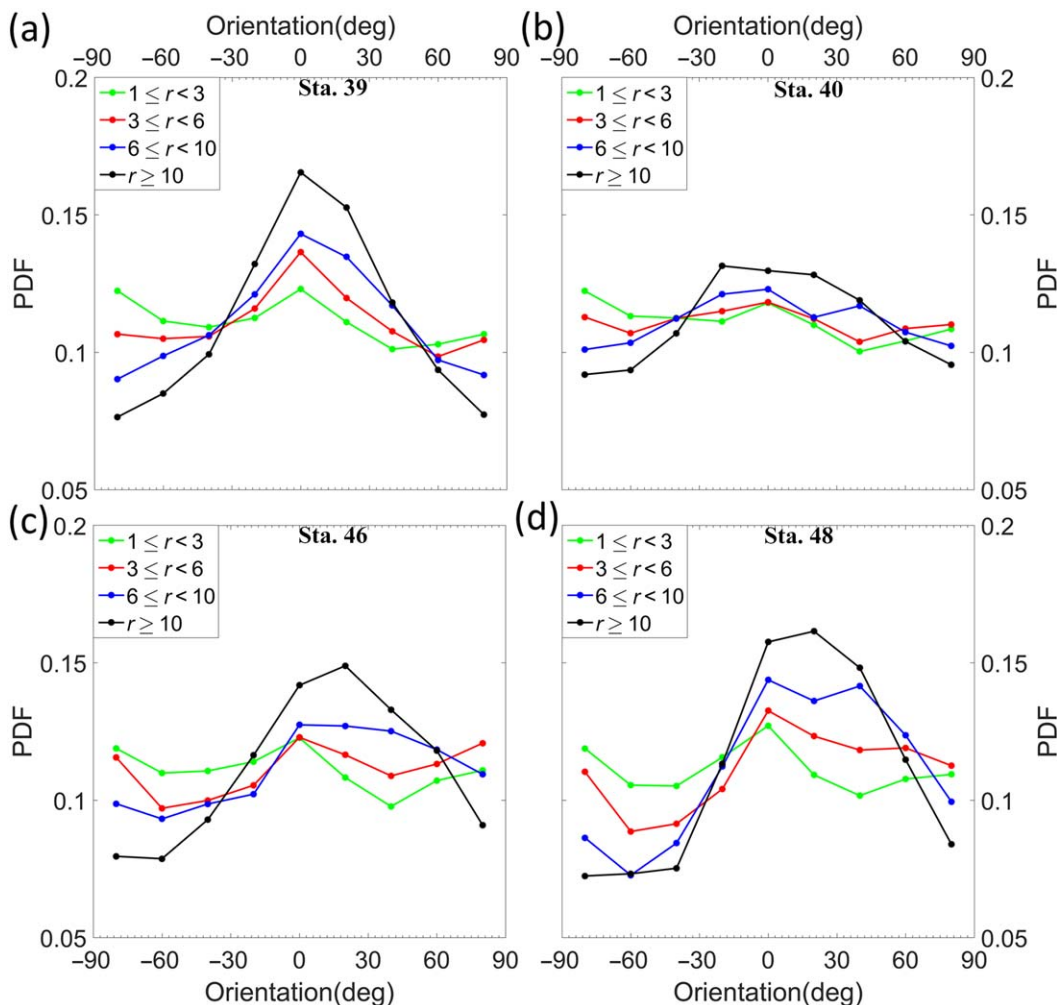 (a)
Orientation(deg)
−90 −60 −30 0 30 60 90
0.2
0.15
0.1
0.05
PDF
Sta. 39
1 ≤ r < 3
3 ≤ r < 6
6 ≤ r < 10
r ≥ 10
(b)
Orientation(deg)
−90 −60 −30 0 30 60 90
Sta. 40
1 ≤ r < 3
3 ≤ r < 6
6 ≤ r < 10
r ≥ 10
0.2
0.15
0.1
0.05
PDF
(c)
0.2
0.15
0.1
0.05
PDF
Sta. 46
1 ≤ r < 3
3 ≤ r < 6
6 ≤ r < 10
r ≥ 10
−90 −60 −30 0 30 60 90
Orientation(deg)
(d)
Sta. 48
1 ≤ r < 3
3 ≤ r < 6
6 ≤ r < 10
r ≥ 10
0.2
0.15
0.1
0.05
PDF
−90 −60 −30 0 30 60 90
Orientation(deg)